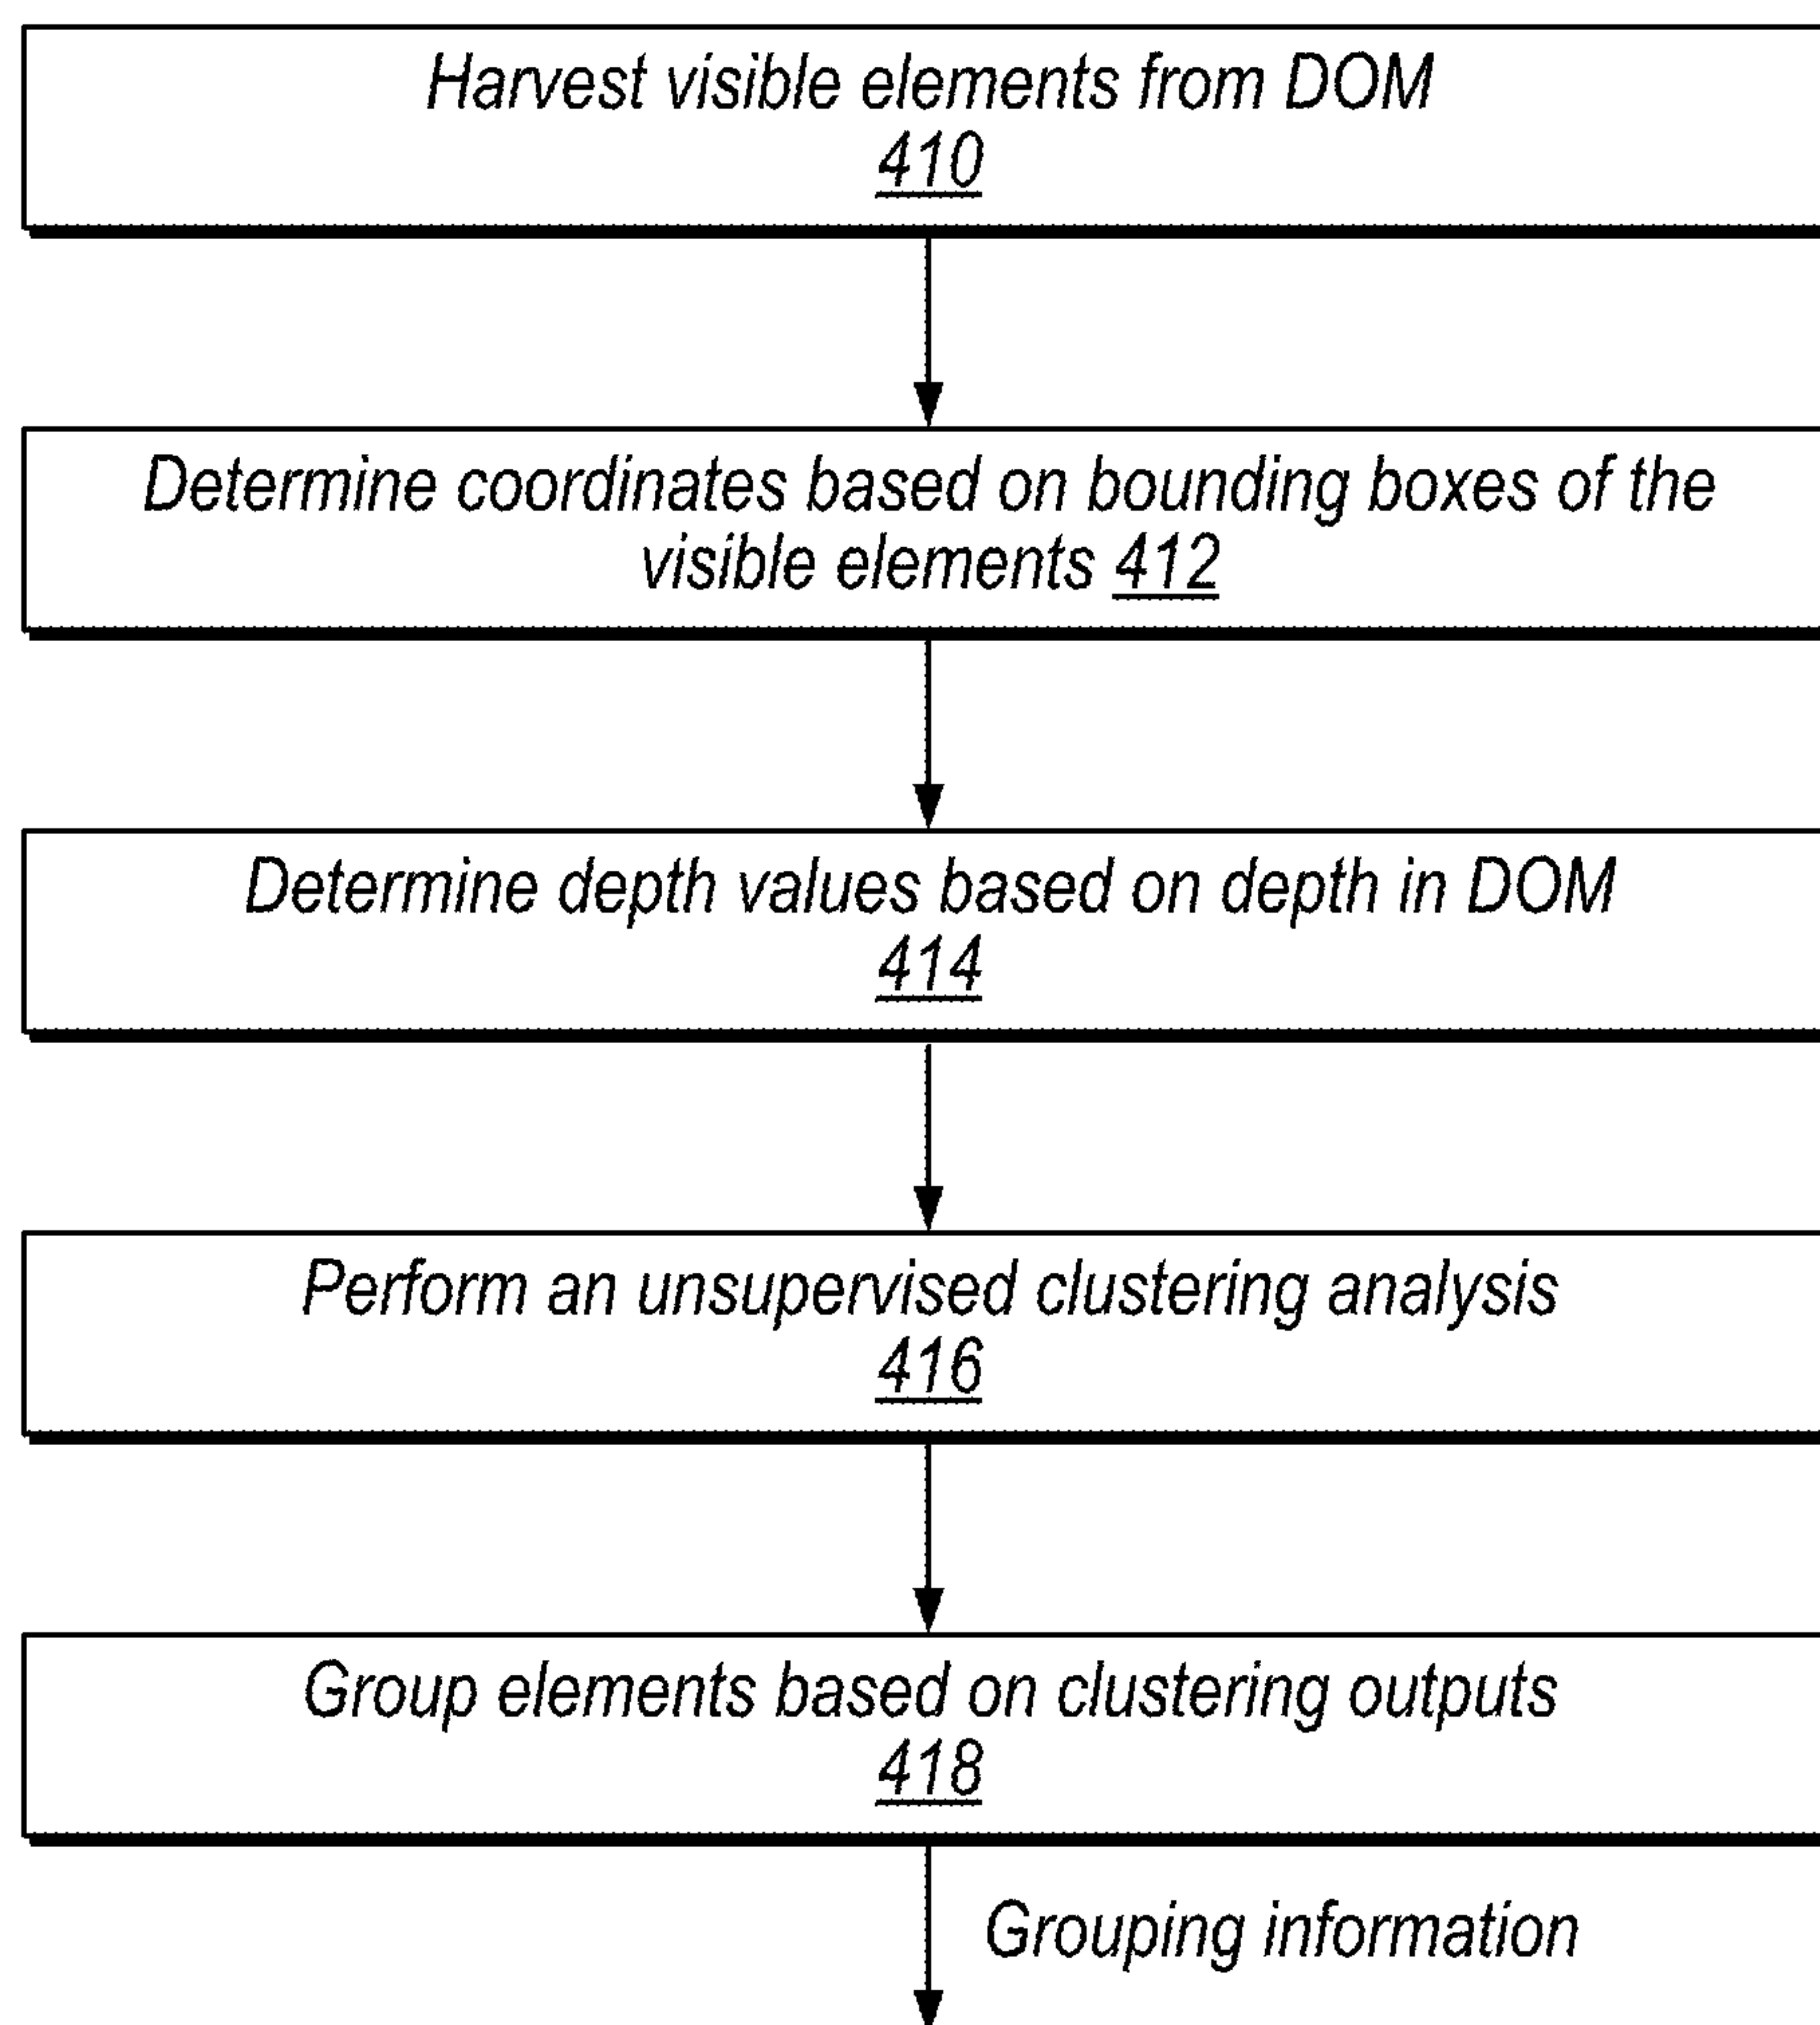 Harvest visible elements from DOM
410
Determine coordinates based on bounding boxes of the
visible elements 412
Determine depth values based on depth in DOM
414
Perform an unsupervised clustering analysis
416
Group elements based on clustering outputs
418
Grouping information